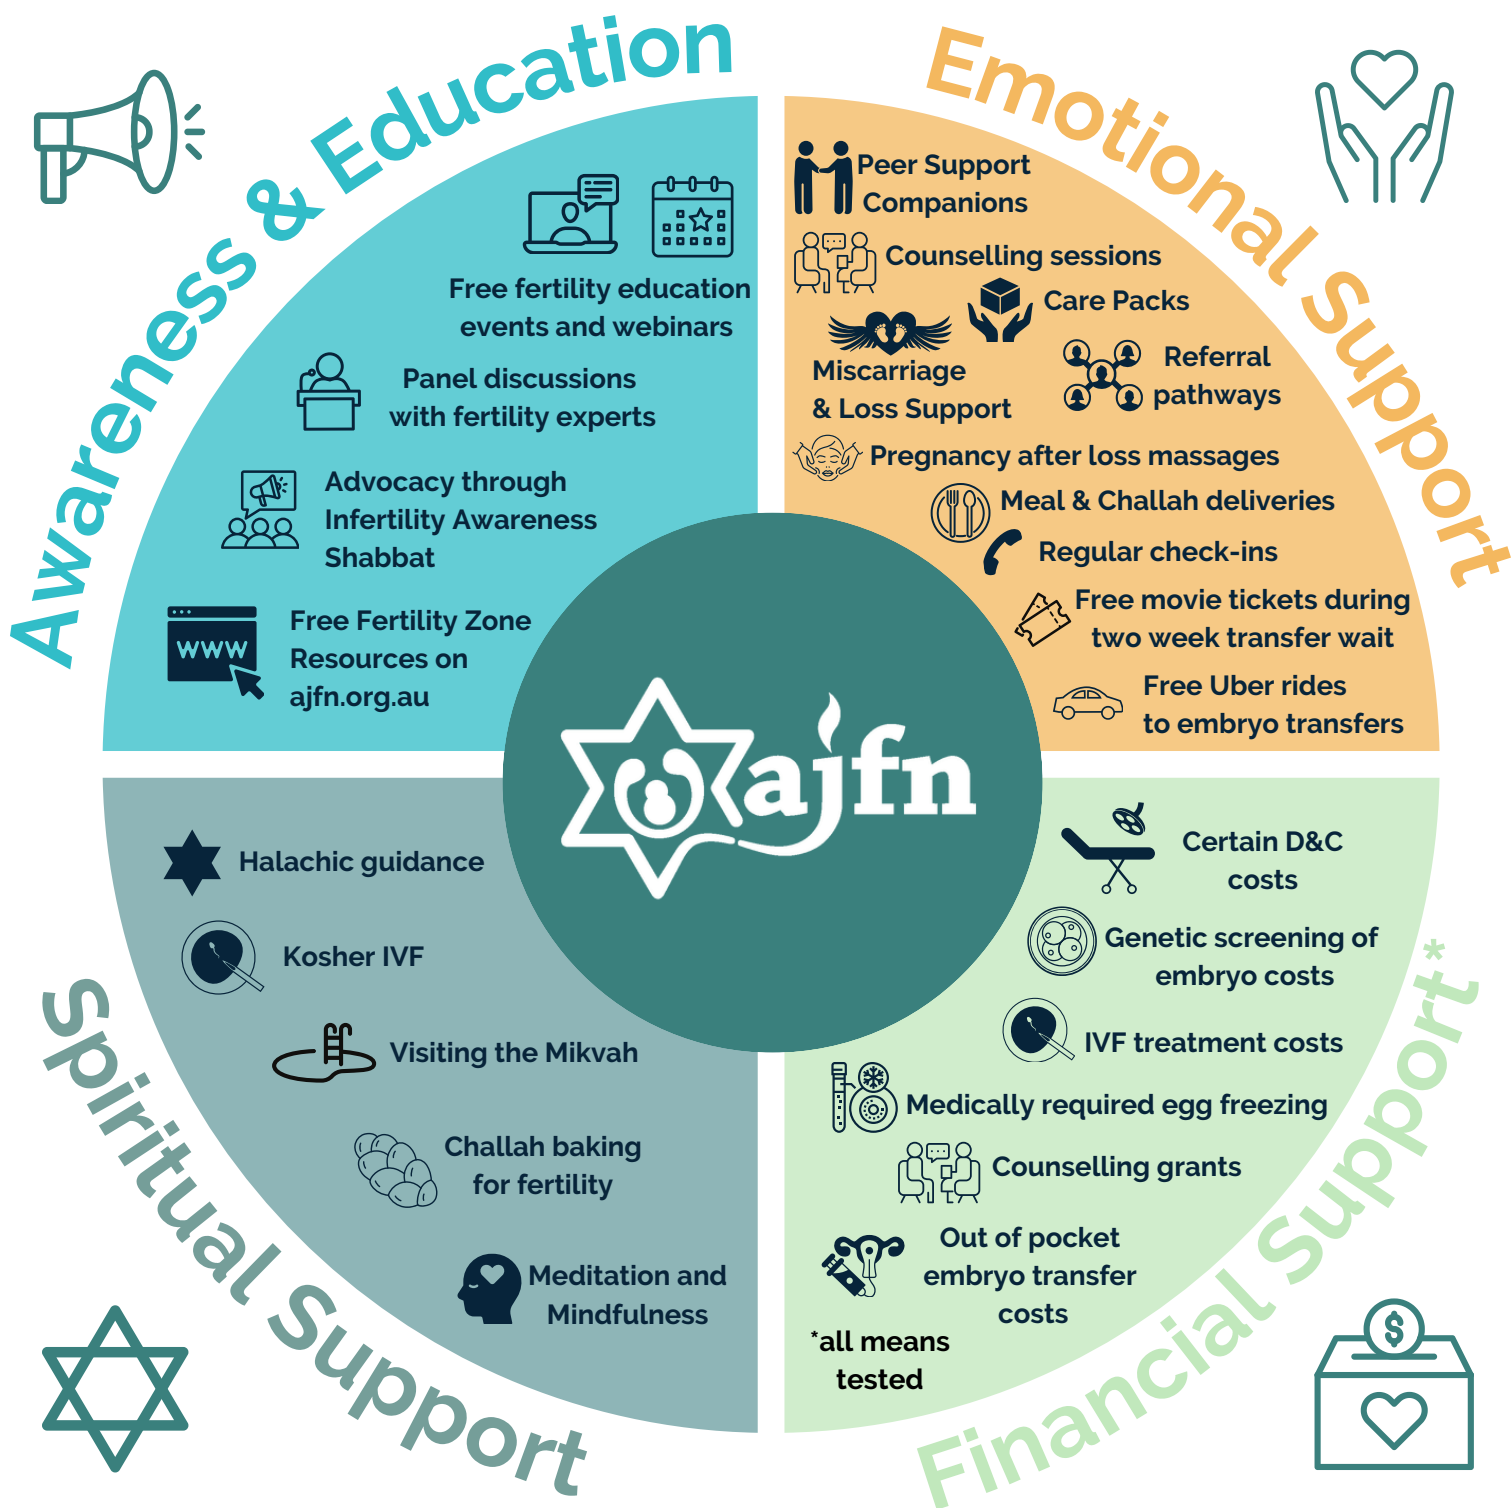 Awareness & Education
Free fertility education
events and webinars
Panel discussions
with fertility experts
Advocacy through
Infertility Awareness
Shabbat
WWW
Free Fertility Zone
Resources on
ajfn.org.au
Emotional Support
Peer Support
Companions
Counselling sessions
Care Packs
Miscarriage
& Loss Support
Referral
pathways
Pregnancy after loss massages
Meal & Challah deliveries
Regular check-ins
Free movie tickets during
two week transfer wait
Free Uber rides
to embryo transfers
ajfn
Spiritual Support
Halachic guidance
Kosher IVF
Visiting the Mikvah
Challah baking
for fertility
Meditation and
Mindfulness
Financial Support*
Certain D&C
costs
Genetic screening of
embryo costs
IVF treatment costs
Medically required egg freezing
Counselling grants
Out of pocket
embryo transfer
costs
*all means
tested
$